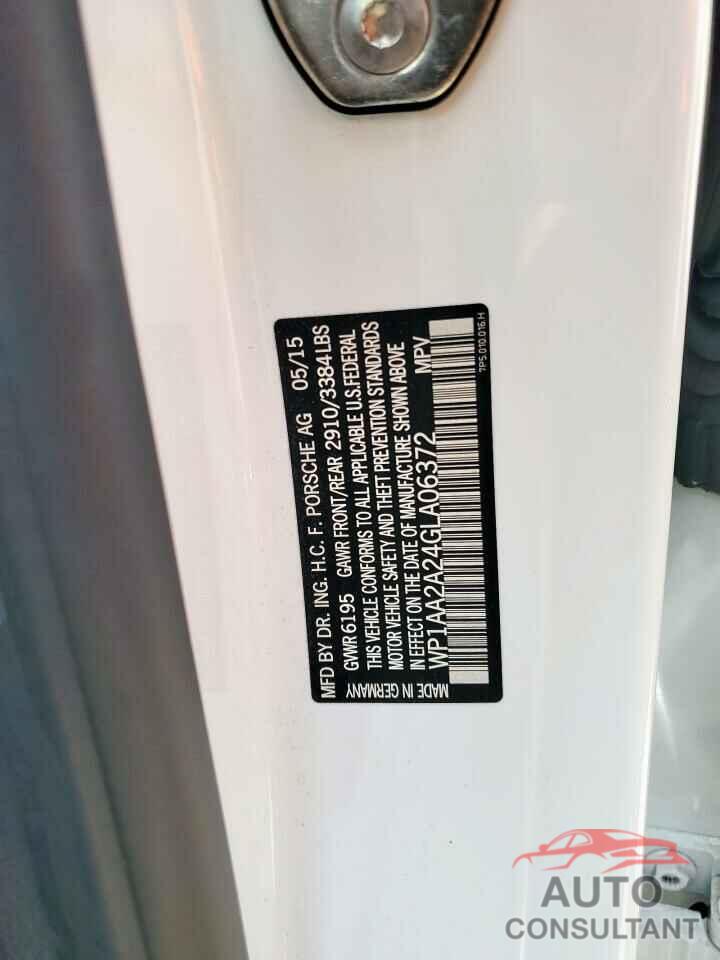 MFD BY DR. ING. H.C. F. PORSCHE AG 05/15
GVWR 6195 GAWR FRONT/REAR 2910/3384 LBS
THIS VEHICLE CONFORMS TO ALL APPLICABLE U.S.FEDERAL
MOTOR VEHICLE SAFETY AND THEFT PREVENTION STANDARDS
IN EFFECT ON THE DATE OF MANUFACTURE SHOWN ABOVE
WP1AA2A24GLA06372 MPV
MADE IN GERMANY
7P5.010.016.H
AUTO
CONSULTANT